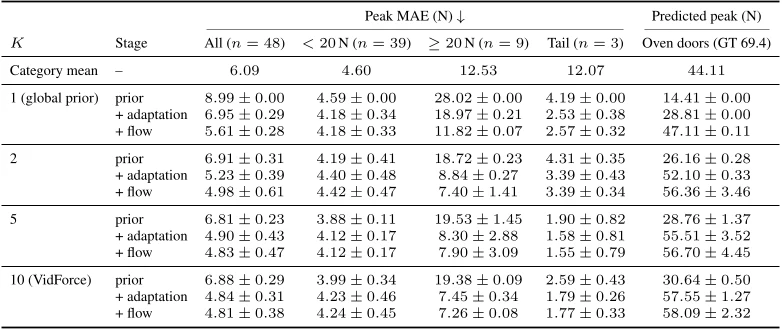 Peak MAE (N) ↓ Predicted peak (N)
K Stage All (n = 48) < 20 N (n = 39) ≥ 20 N (n = 9) Tail (n = 3) Oven doors (GT 69.4)
Category mean – 6.09 4.60 12.53 12.07 44.11
1 (global prior) prior 8.99 ± 0.00 4.59 ± 0.00 28.02 ± 0.00 4.19 ± 0.00 14.41 ± 0.00
+ adaptation 6.95 ± 0.29 4.18 ± 0.34 18.97 ± 0.21 2.53 ± 0.38 28.81 ± 0.00
+ flow 5.61 ± 0.28 4.18 ± 0.33 11.82 ± 0.07 2.57 ± 0.32 47.11 ± 0.11
2 prior 6.91 ± 0.31 4.19 ± 0.41 18.72 ± 0.23 4.31 ± 0.35 26.16 ± 0.28
+ adaptation 5.23 ± 0.39 4.40 ± 0.48 8.84 ± 0.27 3.39 ± 0.43 52.10 ± 0.33
+ flow 4.98 ± 0.61 4.42 ± 0.47 7.40 ± 1.41 3.39 ± 0.34 56.36 ± 3.46
5 prior 6.81 ± 0.23 3.88 ± 0.11 19.53 ± 1.45 1.90 ± 0.82 28.76 ± 1.37
+ adaptation 4.90 ± 0.43 4.12 ± 0.17 8.30 ± 2.88 1.58 ± 0.81 55.51 ± 3.52
+ flow 4.83 ± 0.47 4.12 ± 0.17 7.90 ± 3.09 1.55 ± 0.79 56.70 ± 4.45
10 (VidForce) prior 6.88 ± 0.29 3.99 ± 0.34 19.38 ± 0.09 2.59 ± 0.43 30.64 ± 0.50
+ adaptation 4.84 ± 0.31 4.23 ± 0.46 7.45 ± 0.34 1.79 ± 0.26 57.55 ± 1.27
+ flow 4.81 ± 0.38 4.24 ± 0.45 7.26 ± 0.08 1.77 ± 0.33 58.09 ± 2.32